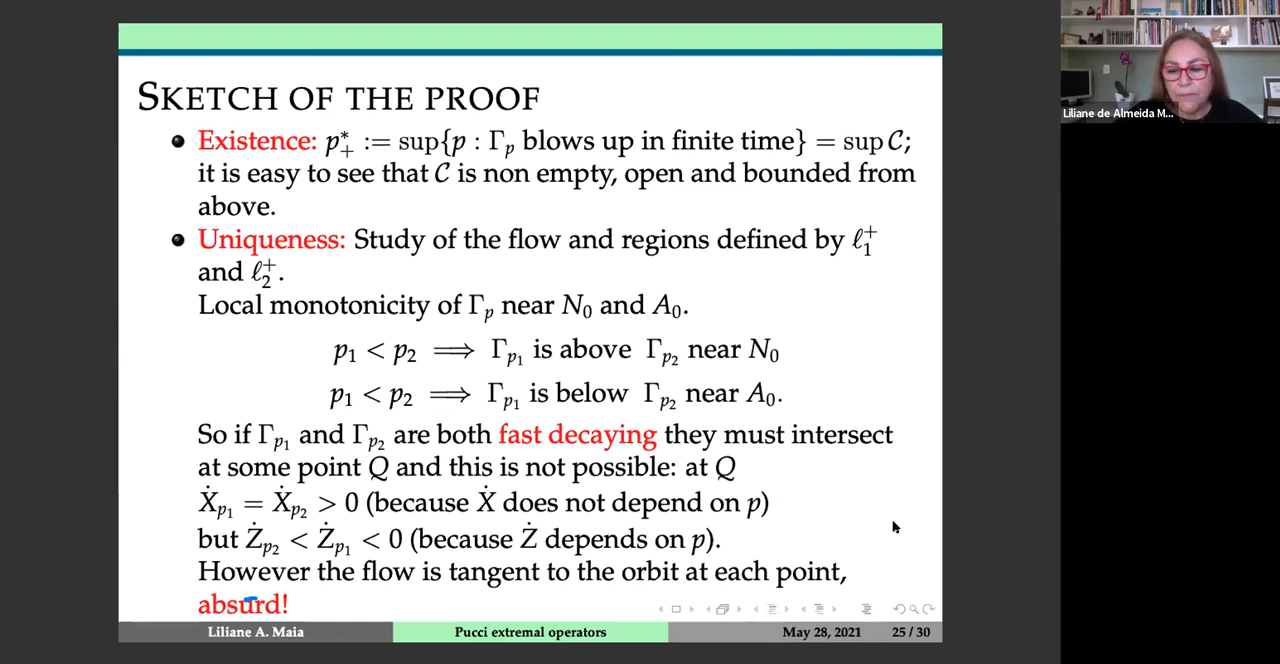 SKETCH OF THE PROOF
Existence: p*₊ := sup{p : Γₚ blows up in finite time} = sup 𝒞;
it is easy to see that 𝒞 is non empty, open and bounded from
above.
Uniqueness: Study of the flow and regions defined by ℓ₁⁺
and ℓ₂⁺.
Local monotonicity of Γₚ near N₀ and A₀.
p₁ < p₂ ⟹ Γ_{p₁} is above Γ_{p₂} near N₀
p₁ < p₂ ⟹ Γ_{p₁} is below Γ_{p₂} near A₀.
So if Γ_{p₁} and Γ_{p₂} are both fast decaying they must intersect
at some point Q and this is not possible: at Q
Ẋ_{p₁} = Ẋ_{p₂} > 0 (because Ẋ does not depend on p)
but Ż_{p₂} < Ż_{p₁} < 0 (because Ż depends on p).
However the flow is tangent to the orbit at each point,
absurd!
Liliane A. Maia Pucci extremal operators May 28, 2021 25 / 30
Liliane de Almeida M...